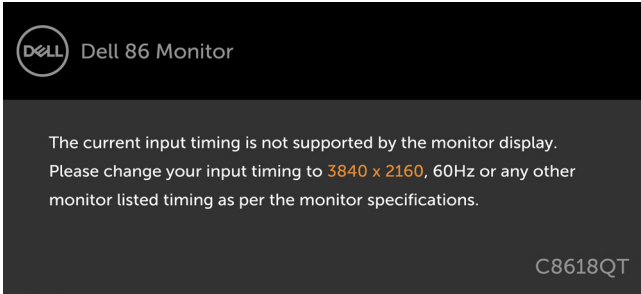 DELL
Dell 86 Monitor
The current input timing is not supported by the monitor display.
Please change your input timing to 3840 x 2160, 60Hz or any other
monitor listed timing as per the monitor specifications.
C8618QT